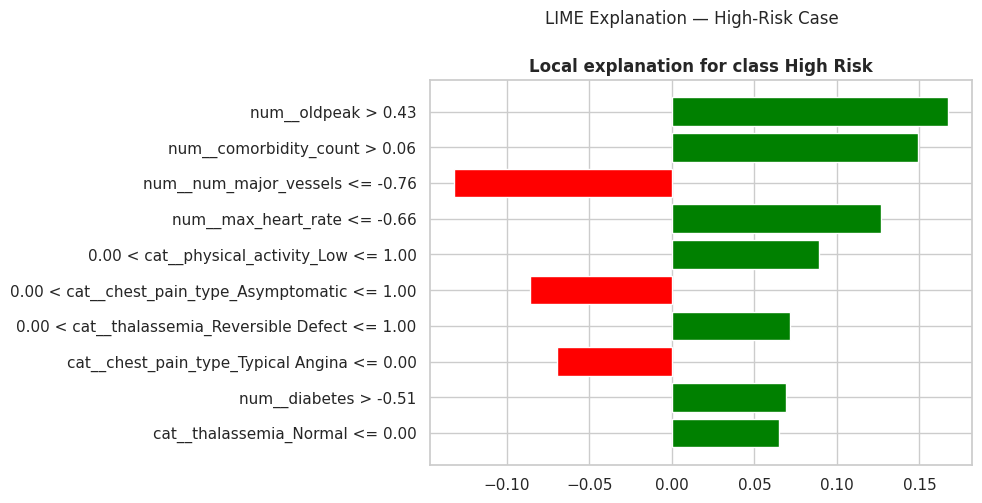 LIME Explanation — High-Risk Case
Local explanation for class High Risk
num__oldpeak > 0.43
num__comorbidity_count > 0.06
num__num_major_vessels <= -0.76
num__max_heart_rate <= -0.66
0.00 < cat__physical_activity_Low <= 1.00
0.00 < cat__chest_pain_type_Asymptomatic <= 1.00
0.00 < cat__thalassemia_Reversible Defect <= 1.00
cat__chest_pain_type_Typical Angina <= 0.00
num__diabetes > -0.51
cat__thalassemia_Normal <= 0.00
−0.10 −0.05 0.00 0.05 0.10 0.15